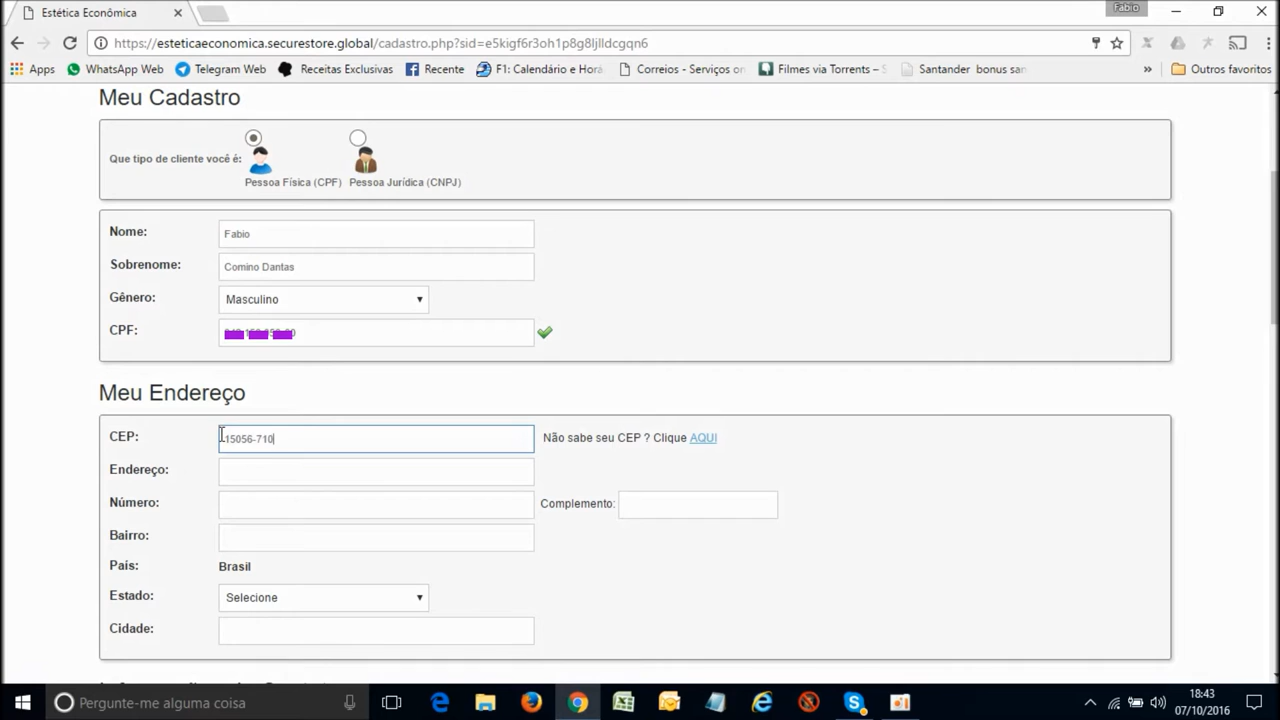 Estética Econômica
Fabio
https://esteticaeconomica.securestore.global/cadastro.php?sid=e5kigf6r3oh1p8g8ljlldcgqn6
Apps WhatsApp Web Telegram Web Receitas Exclusivas Recente F1: Calendário e Horá Correios - Serviços on Filmes via Torrents – S Santander bonus san » Outros favoritos
Meu Cadastro
Que tipo de cliente você é:
Pessoa Física (CPF) Pessoa Jurídica (CNPJ)
Nome: Fabio
Sobrenome: Comino Dantas
Gênero: Masculino
CPF:
Meu Endereço
CEP: 15056-710 Não sabe seu CEP ? Clique AQUI
Endereço:
Número: Complemento:
Bairro:
País: Brasil
Estado: Selecione
Cidade:
Pergunte-me alguma coisa
18:43
07/10/2016